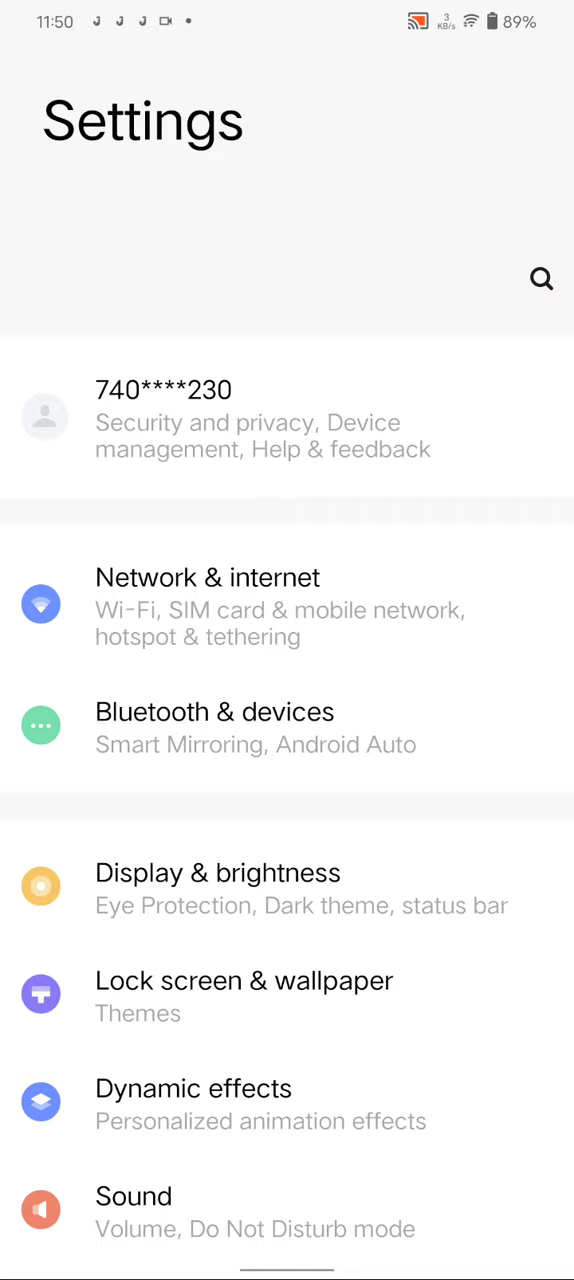 11:50
3
KB/s
89%
Settings
740****230
Security and privacy, Device
management, Help & feedback
Network & internet
Wi-Fi, SIM card & mobile network,
hotspot & tethering
Bluetooth & devices
Smart Mirroring, Android Auto
Display & brightness
Eye Protection, Dark theme, status bar
Lock screen & wallpaper
Themes
Dynamic effects
Personalized animation effects
Sound
Volume, Do Not Disturb mode